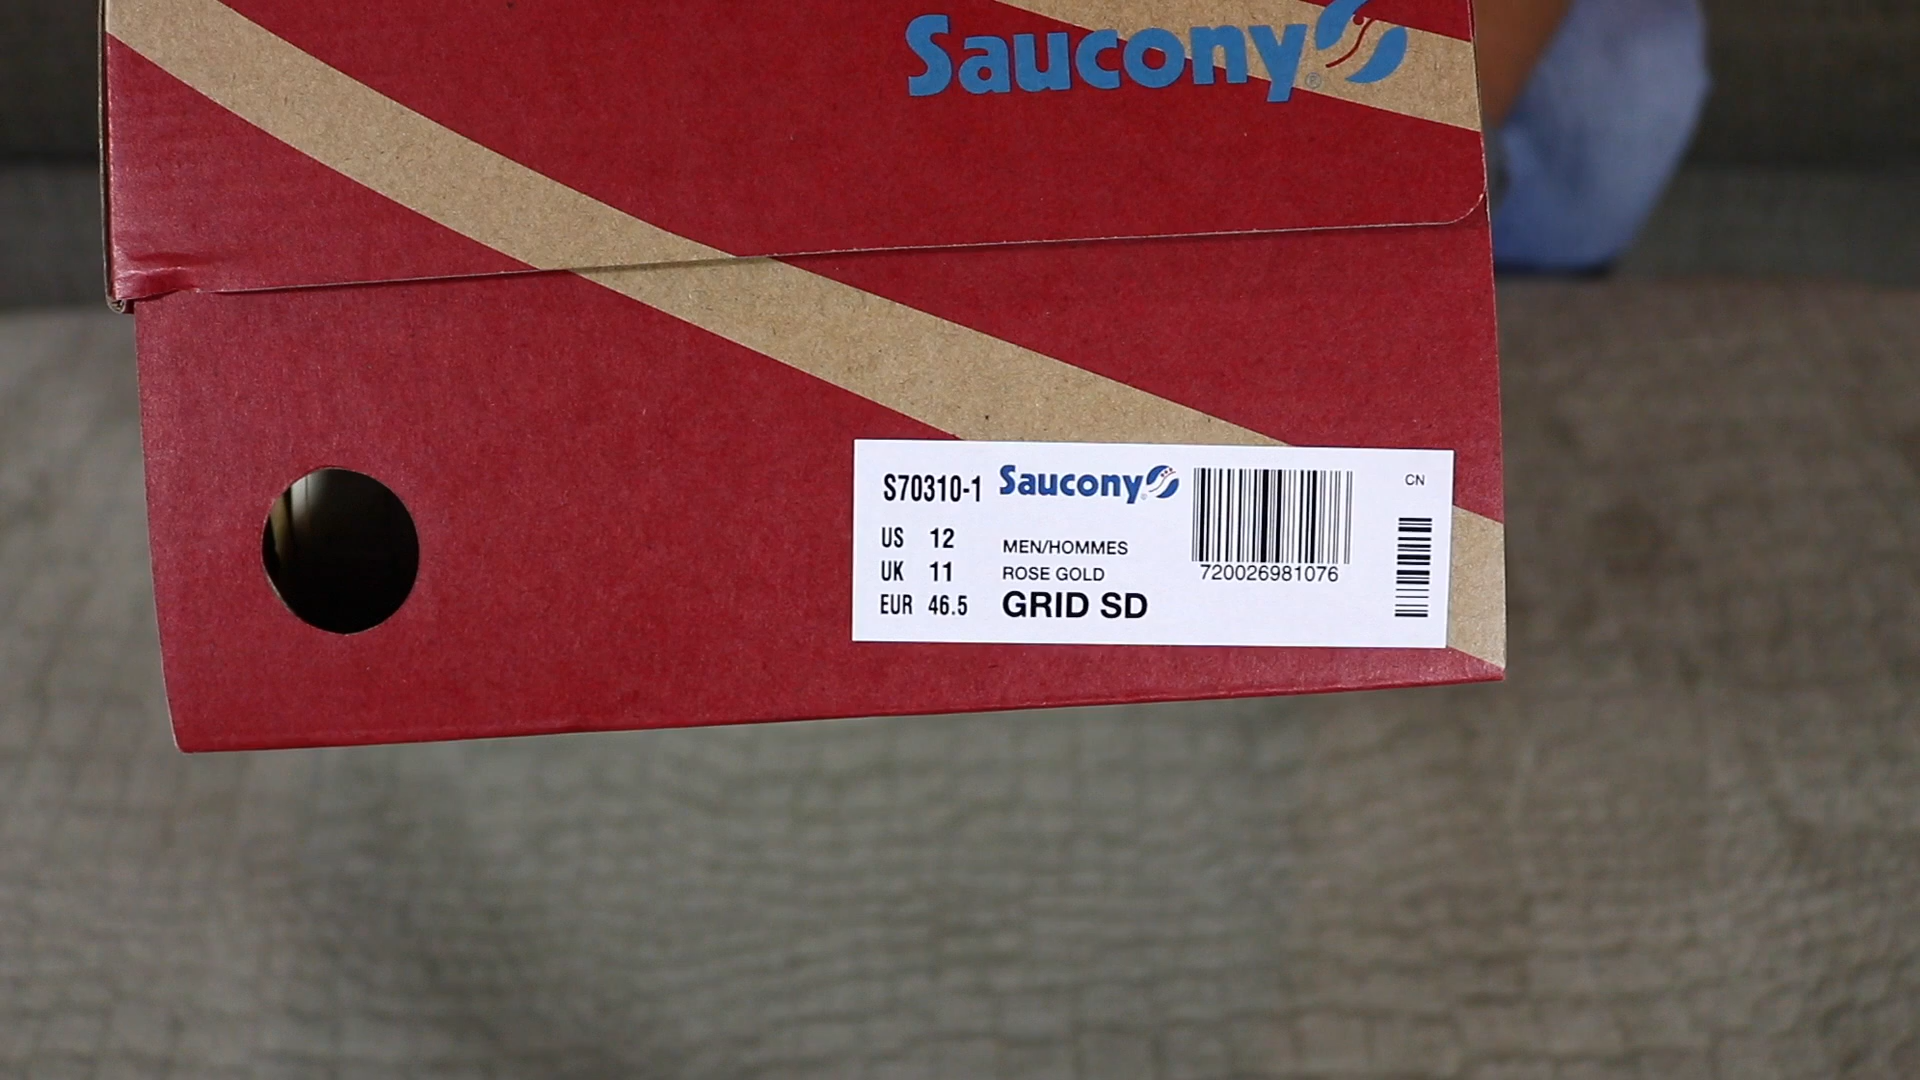 Saucony®
S70310-1 Saucony®
US 12
UK 11
EUR 46.5
MEN/HOMMES
ROSE GOLD
GRID SD
720026981076
CN